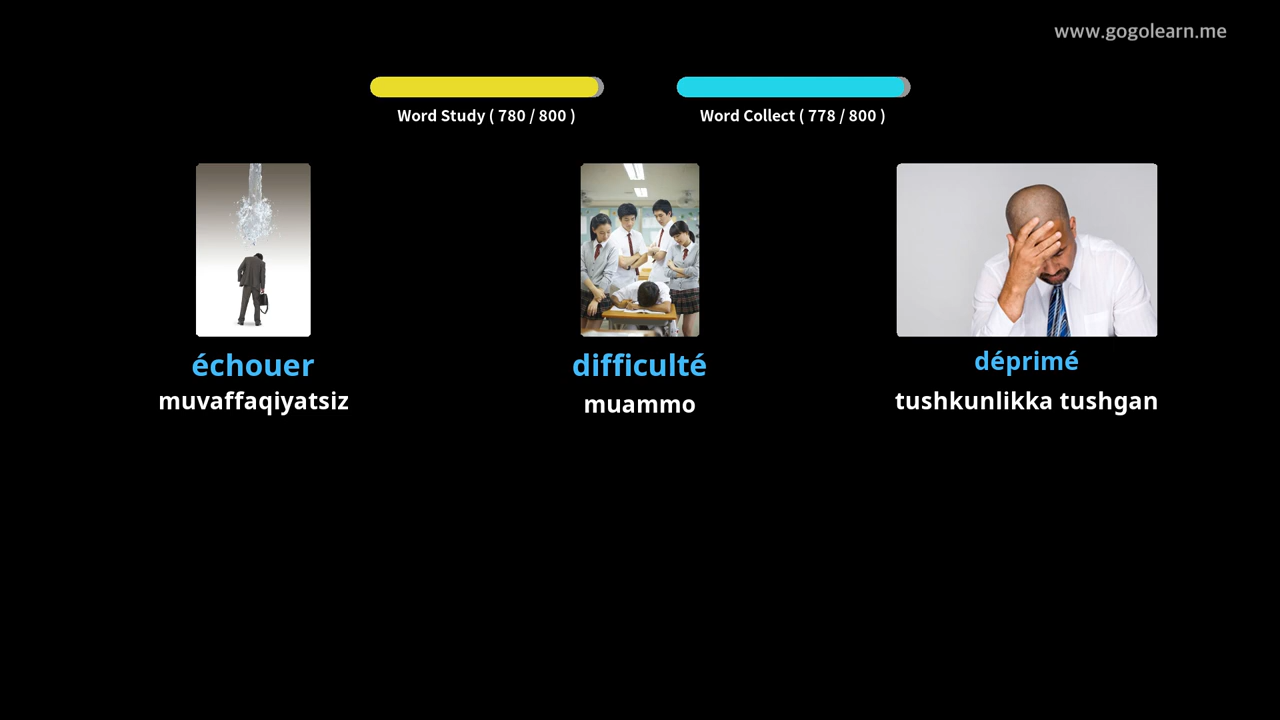 www.gogolearn.me
Word Study ( 780 / 800 )
Word Collect ( 778 / 800 )
échouer
muvaffaqiyatsiz
difficulté
muammo
déprimé
tushkunlikka tushgan